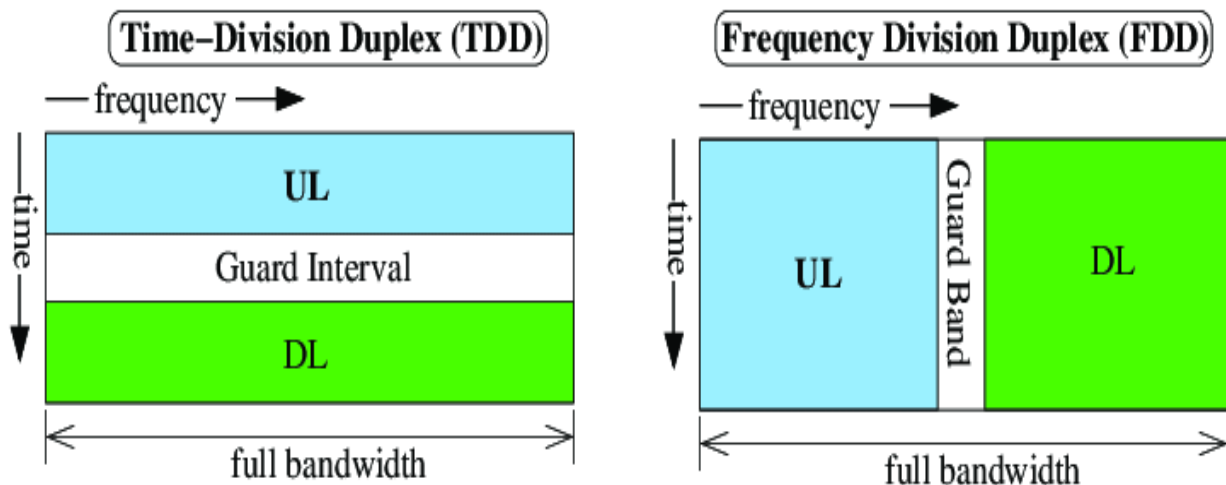 Time-Division Duplex (TDD)
frequency
time
UL
Guard Interval
DL
full bandwidth
Frequency Division Duplex (FDD)
frequency
time
UL
Guard Band
DL
full bandwidth